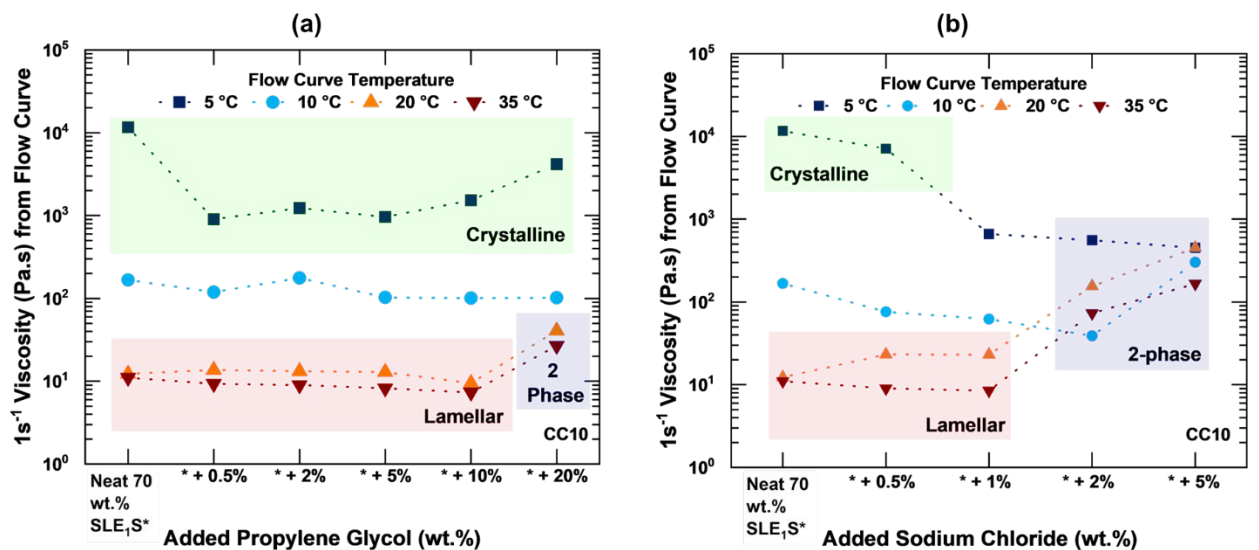 (a)
1s⁻¹ Viscosity (Pa.s) from Flow Curve
10⁵
10⁴
10³
10²
10¹
10⁰
Flow Curve Temperature
5 °C 10 °C 20 °C 35 °C
Crystalline
2
Phase
Lamellar
CC10
Neat 70
wt.%
SLE₁S*
* + 0.5% * + 2% * + 5% * + 10% * + 20%
Added Propylene Glycol (wt.%)
(b)
1s⁻¹ Viscosity (Pa.s) from Flow Curve
10⁵
10⁴
10³
10²
10¹
10⁰
Flow Curve Temperature
5 °C 10 °C 20 °C 35 °C
Crystalline
2-phase
Lamellar
CC10
Neat 70
wt.%
SLE₁S*
* + 0.5% * + 1% * + 2% * + 5%
Added Sodium Chloride (wt.%)